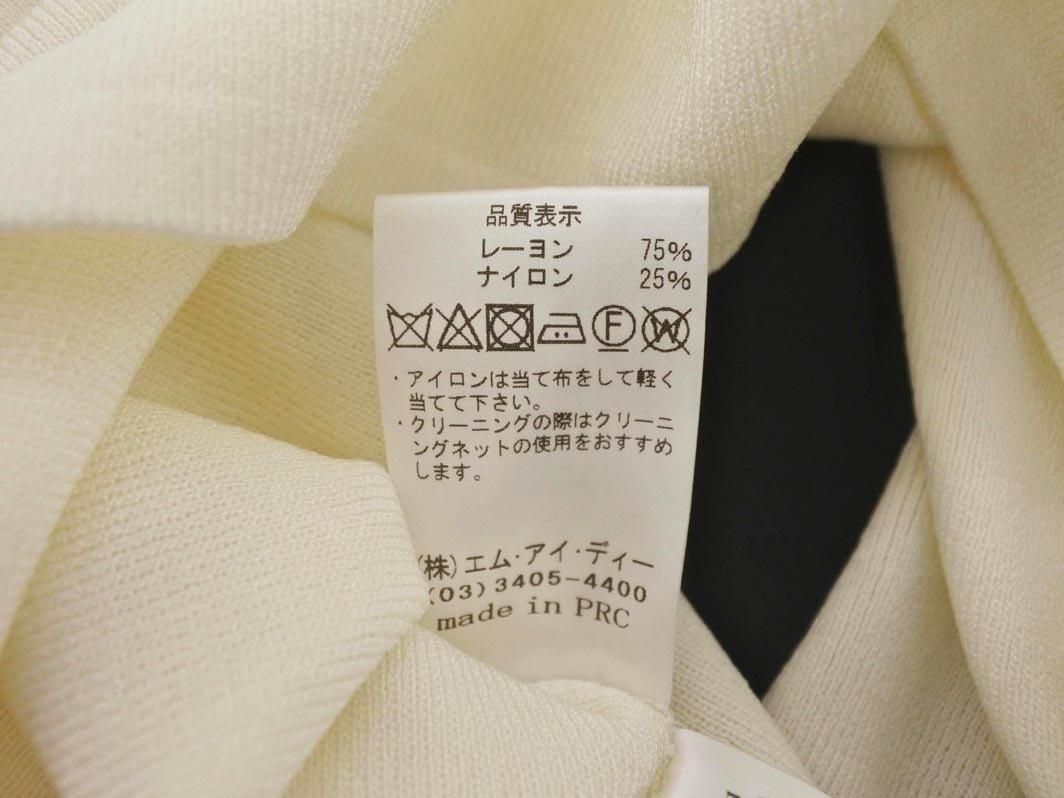 品質表示
レーヨン 75%
ナイロン 25%
F W
・アイロンは当て布をして軽く
当てて下さい。
・クリーニングの際はクリーニ
ングネットの使用をおすすめ
します。
(株)エム・アイ・ディー
(03)3405-4400
made in PRC